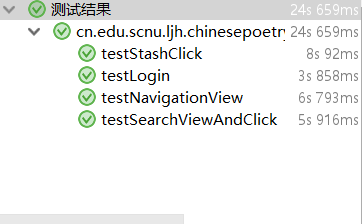 测试结果 24s 659ms
cn.edu.scnu.ljh.chinesepoetry 24s 659ms
testStashClick 8s 92ms
testLogin 3s 858ms
testNavigationView 6s 793ms
testSearchViewAndClick 5s 916ms